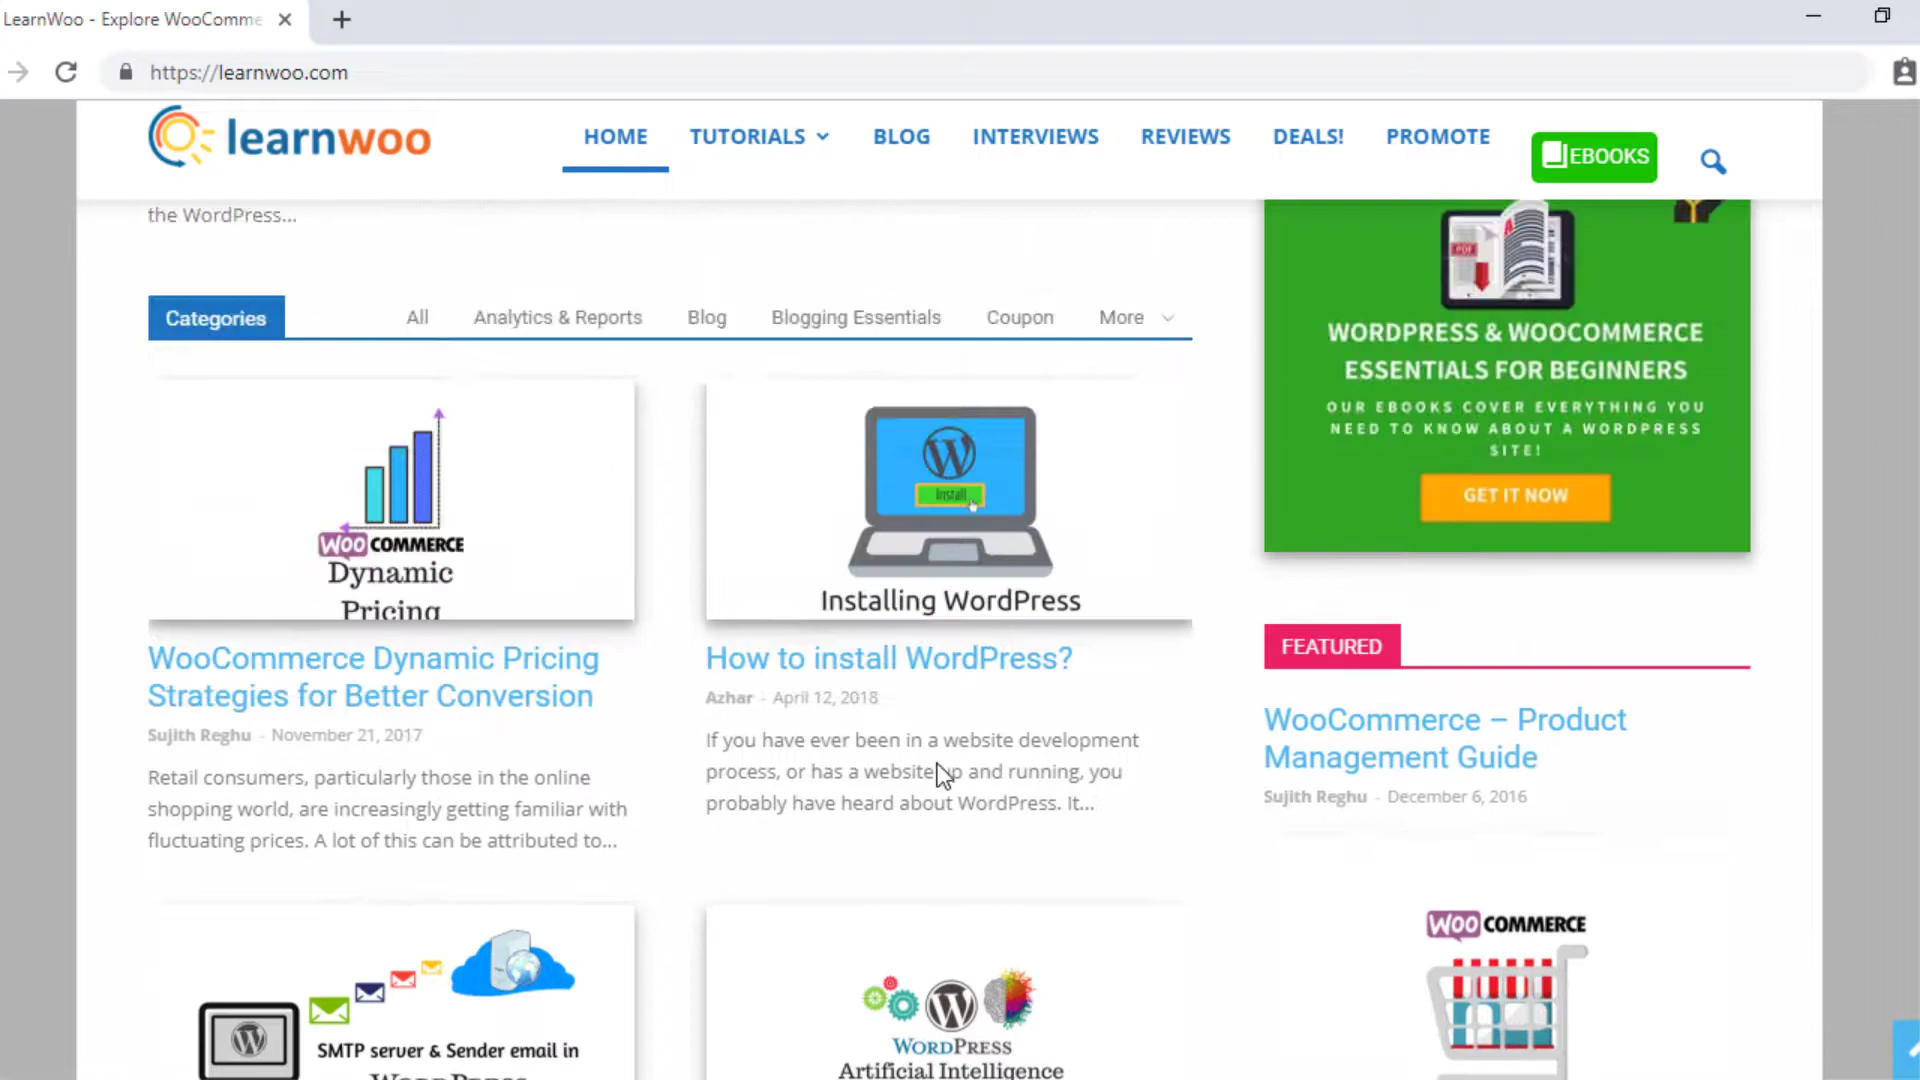 LearnWoo - Explore WooComme
https://learnwoo.com
learnwoo
HOME
TUTORIALS
BLOG
INTERVIEWS
REVIEWS
DEALS!
PROMOTE
EBOOKS
the WordPress...
Categories
All
Analytics & Reports
Blog
Blogging Essentials
Coupon
More
WOO COMMERCE
Dynamic
Pricing
WooCommerce Dynamic Pricing
Strategies for Better Conversion
Sujith Reghu - November 21, 2017
Retail consumers, particularly those in the online
shopping world, are increasingly getting familiar with
fluctuating prices. A lot of this can be attributed to...
Install
Installing WordPress
How to install WordPress?
Azhar - April 12, 2018
If you have ever been in a website development
process, or has a website up and running, you
probably have heard about WordPress. It...
SMTP server & Sender email in
WORDPRESS
WORDPRESS
Artificial Intelligence
PDF
WORDPRESS & WOOCOMMERCE
ESSENTIALS FOR BEGINNERS
OUR EBOOKS COVER EVERYTHING YOU
NEED TO KNOW ABOUT A WORDPRESS
SITE!
GET IT NOW
FEATURED
WooCommerce – Product
Management Guide
Sujith Reghu - December 6, 2016
WOO COMMERCE